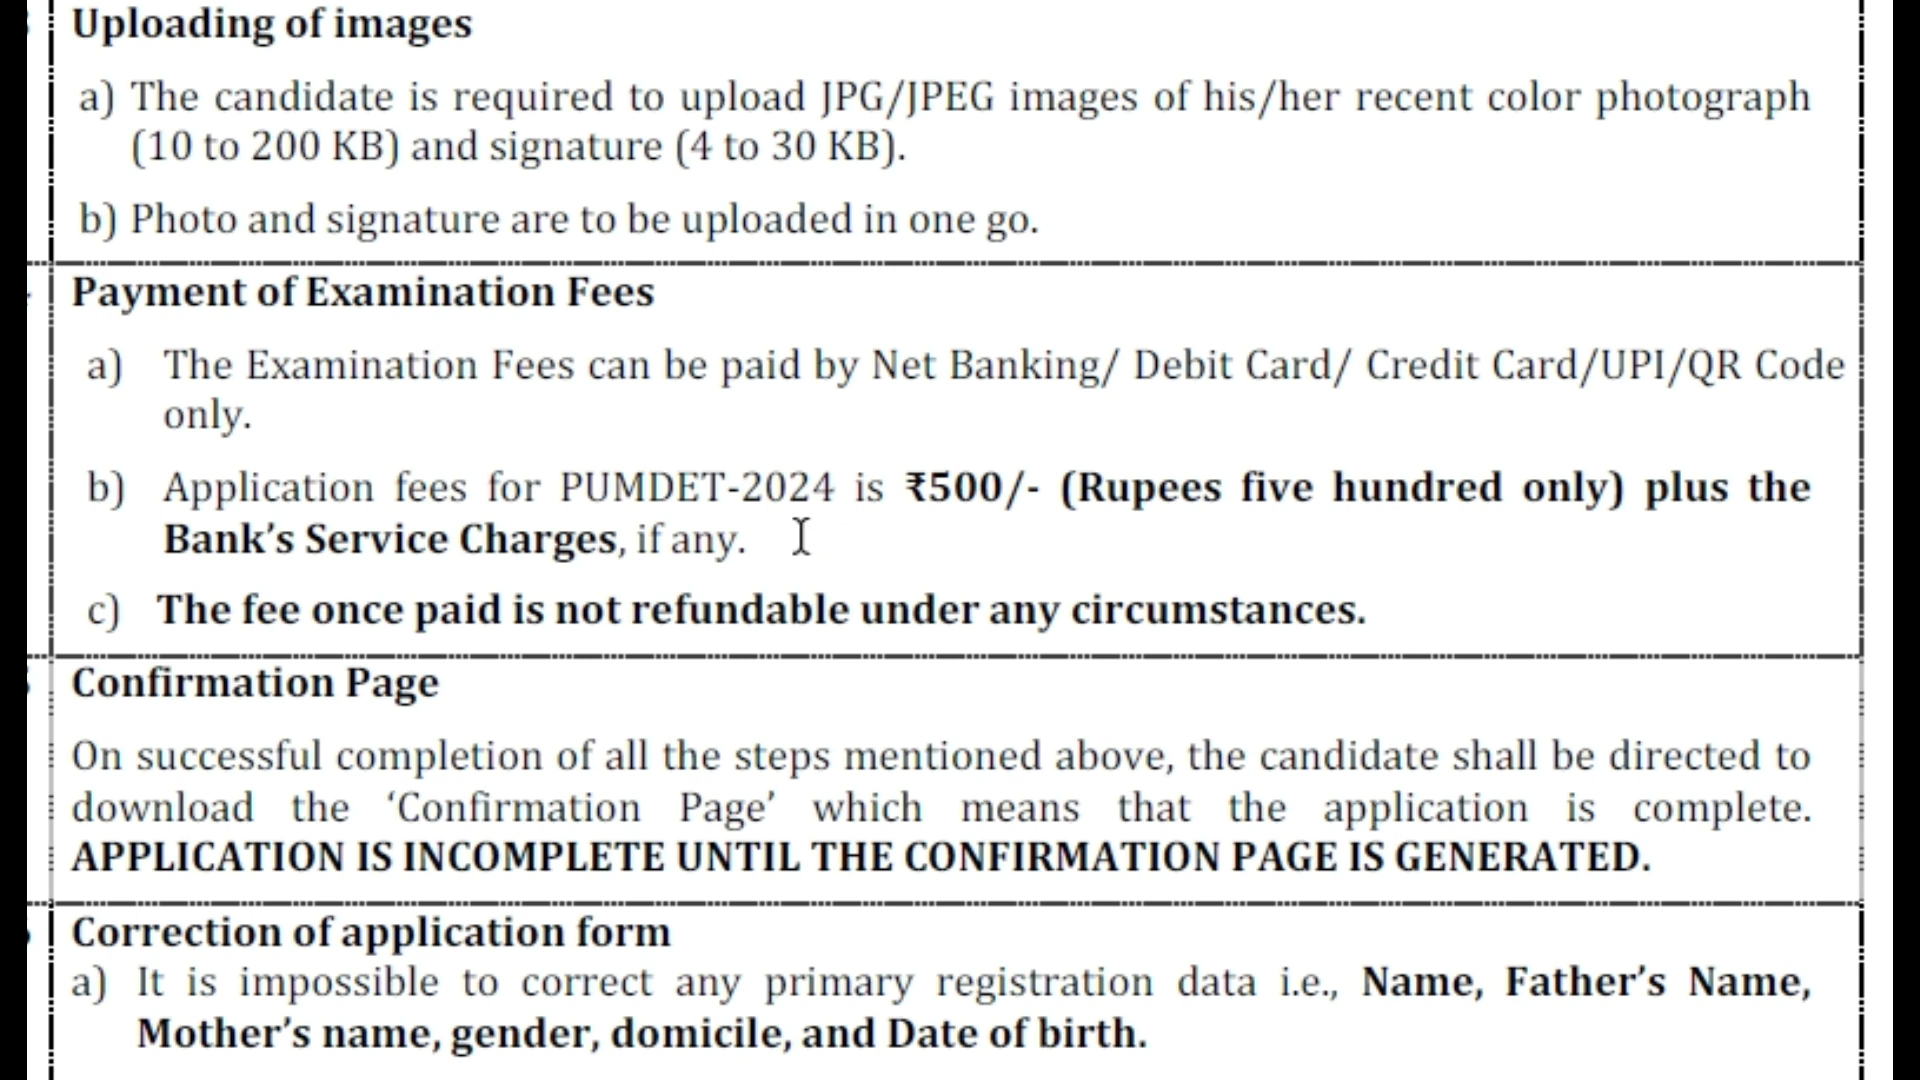 Uploading of images
a) The candidate is required to upload JPG/JPEG images of his/her recent color photograph
(10 to 200 KB) and signature (4 to 30 KB).
b) Photo and signature are to be uploaded in one go.
Payment of Examination Fees
a) The Examination Fees can be paid by Net Banking/ Debit Card/ Credit Card/UPI/QR Code
only.
b) Application fees for PUMDET-2024 is ₹500/- (Rupees five hundred only) plus the
Bank’s Service Charges, if any.
c) The fee once paid is not refundable under any circumstances.
Confirmation Page
On successful completion of all the steps mentioned above, the candidate shall be directed to
download the ‘Confirmation Page’ which means that the application is complete.
APPLICATION IS INCOMPLETE UNTIL THE CONFIRMATION PAGE IS GENERATED.
Correction of application form
a) It is impossible to correct any primary registration data i.e., Name, Father’s Name,
Mother’s name, gender, domicile, and Date of birth.